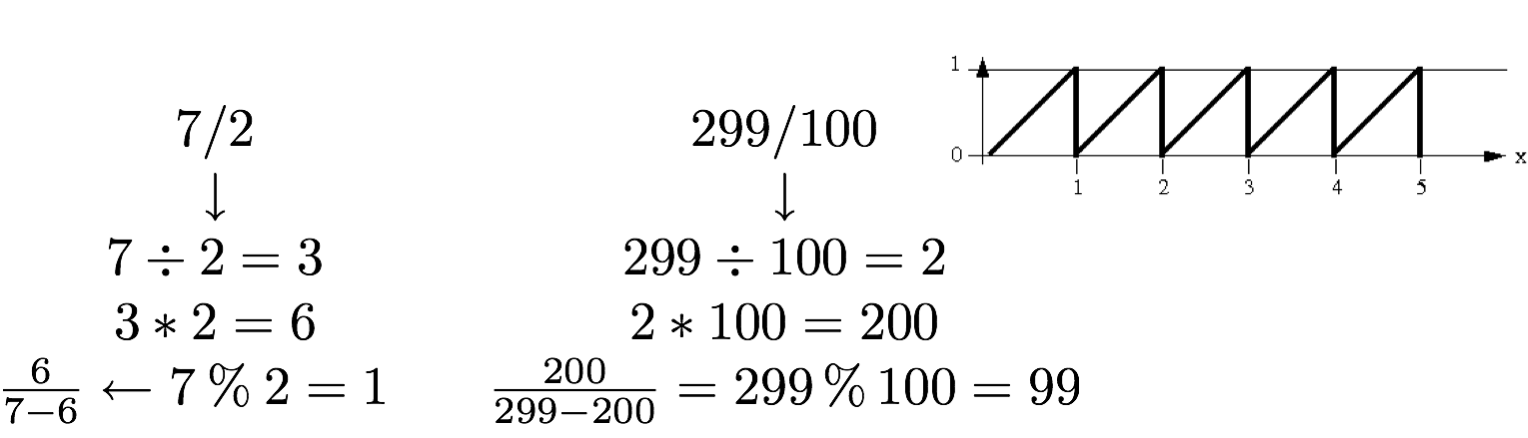 7/2
↓
7 ÷ 2 = 3
3 * 2 = 6
6/(7−6) ← 7 % 2 = 1
299/100
↓
299 ÷ 100 = 2
2 * 100 = 200
200/(299−200) = 299 % 100 = 99
1
0
x
1 2 3 4 5